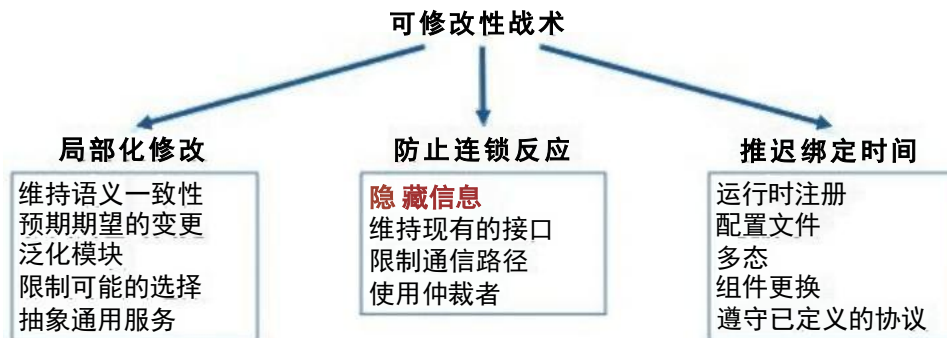 可修改性战术
局部化修改
维持语义一致性
预期期望的变更
泛化模块
限制可能的选择
抽象通用服务
防止连锁反应
隐藏信息
维持现有的接口
限制通信路径
使用仲裁者
推迟绑定时间
运行时注册
配置文件
多态
组件更换
遵守已定义的协议